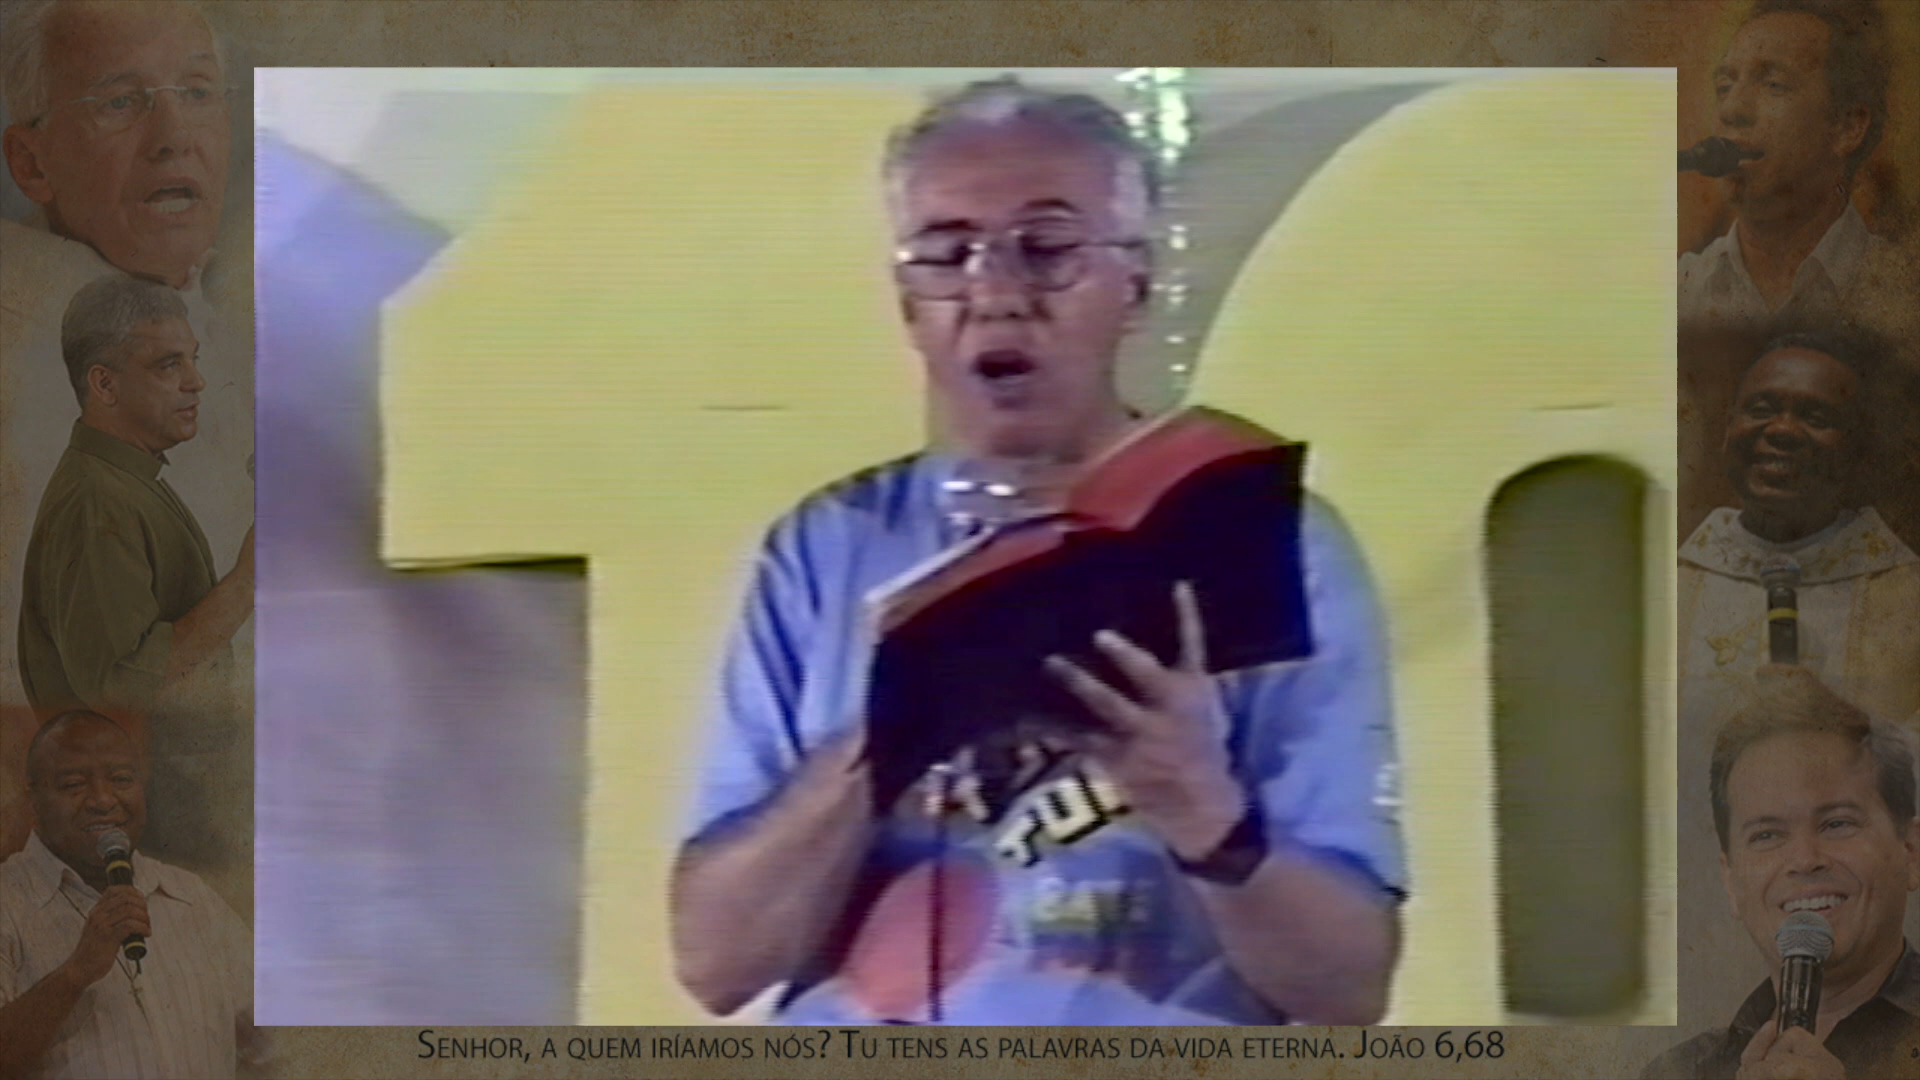 SENHOR, A QUEM IRÍAMOS NÓS? TU TENS AS PALAVRAS DA VIDA ETERNA. JOÃO 6,68